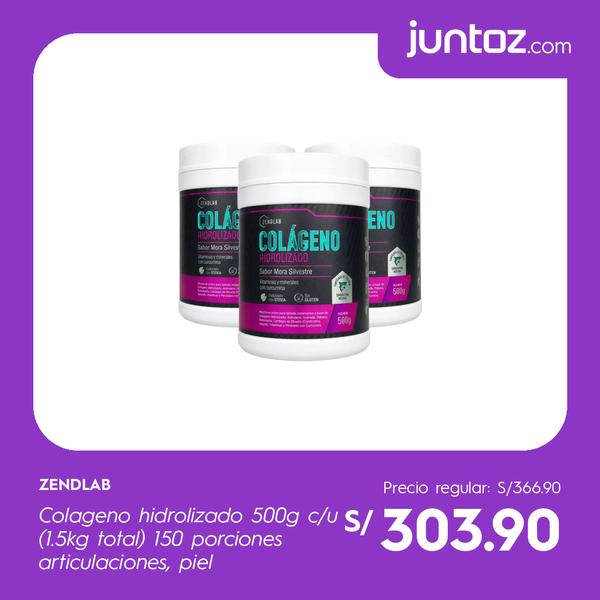 juntoz.com
ZENDLAB
COLÁGENO
HIDROLIZADO
Sabor Mora Silvestre
Vitaminas y minerales
con curcumina
STEVIA
GLUTEN
500g
ZENDLAB
Precio regular: S/366.90
Colageno hidrolizado 500g c/u
(1.5kg total) 150 porciones
articulaciones, piel
S/ 303.90